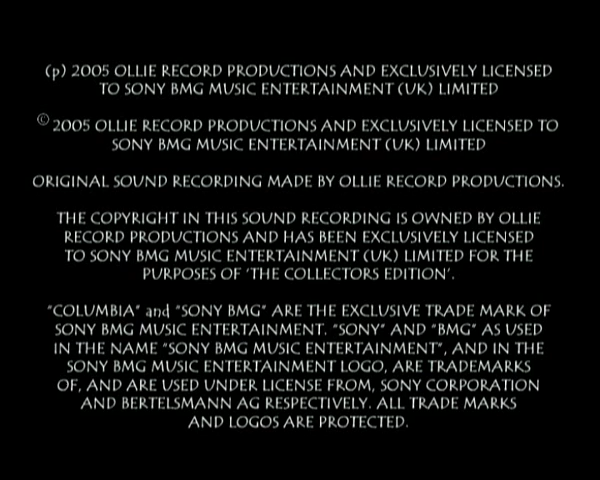 (p) 2005 OLLIE RECORD PRODUCTIONS AND EXCLUSIVELY LICENSED
TO SONY BMG MUSIC ENTERTAINMENT (UK) LIMITED
© 2005 OLLIE RECORD PRODUCTIONS AND EXCLUSIVELY LICENSED TO
SONY BMG MUSIC ENTERTAINMENT (UK) LIMITED
ORIGINAL SOUND RECORDING MADE BY OLLIE RECORD PRODUCTIONS.
THE COPYRIGHT IN THIS SOUND RECORDING IS OWNED BY OLLIE
RECORD PRODUCTIONS AND HAS BEEN EXCLUSIVELY LICENSED
TO SONY BMG MUSIC ENTERTAINMENT (UK) LIMITED FOR THE
PURPOSES OF 'THE COLLECTORS EDITION'.
"COLUMBIA" and "SONY BMG" ARE THE EXCLUSIVE TRADE MARK OF
SONY BMG MUSIC ENTERTAINMENT. "SONY" AND "BMG" AS USED
IN THE NAME "SONY BMG MUSIC ENTERTAINMENT", AND IN THE
SONY BMG MUSIC ENTERTAINMENT LOGO, ARE TRADEMARKS
OF, AND ARE USED UNDER LICENSE FROM, SONY CORPORATION
AND BERTELSMANN AG RESPECTIVELY. ALL TRADE MARKS
AND LOGOS ARE PROTECTED.